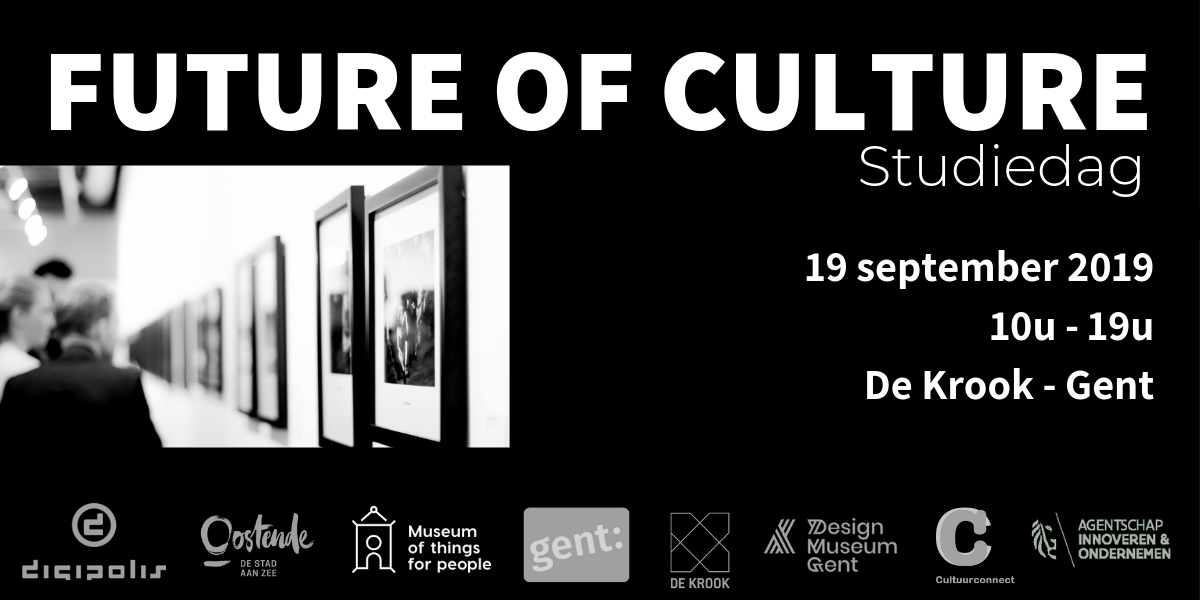 FUTURE OF CULTURE
Studiedag
19 september 2019
10u - 19u
De Krook - Gent
digipolis
Oostende
DE STAD
AAN ZEE
Museum
of things
for people
gent:
DE KROOK
Design
Museum
Gent
C
Cultuurconnect
AGENTSCHAP
INNOVEREN &
ONDERNEMEN